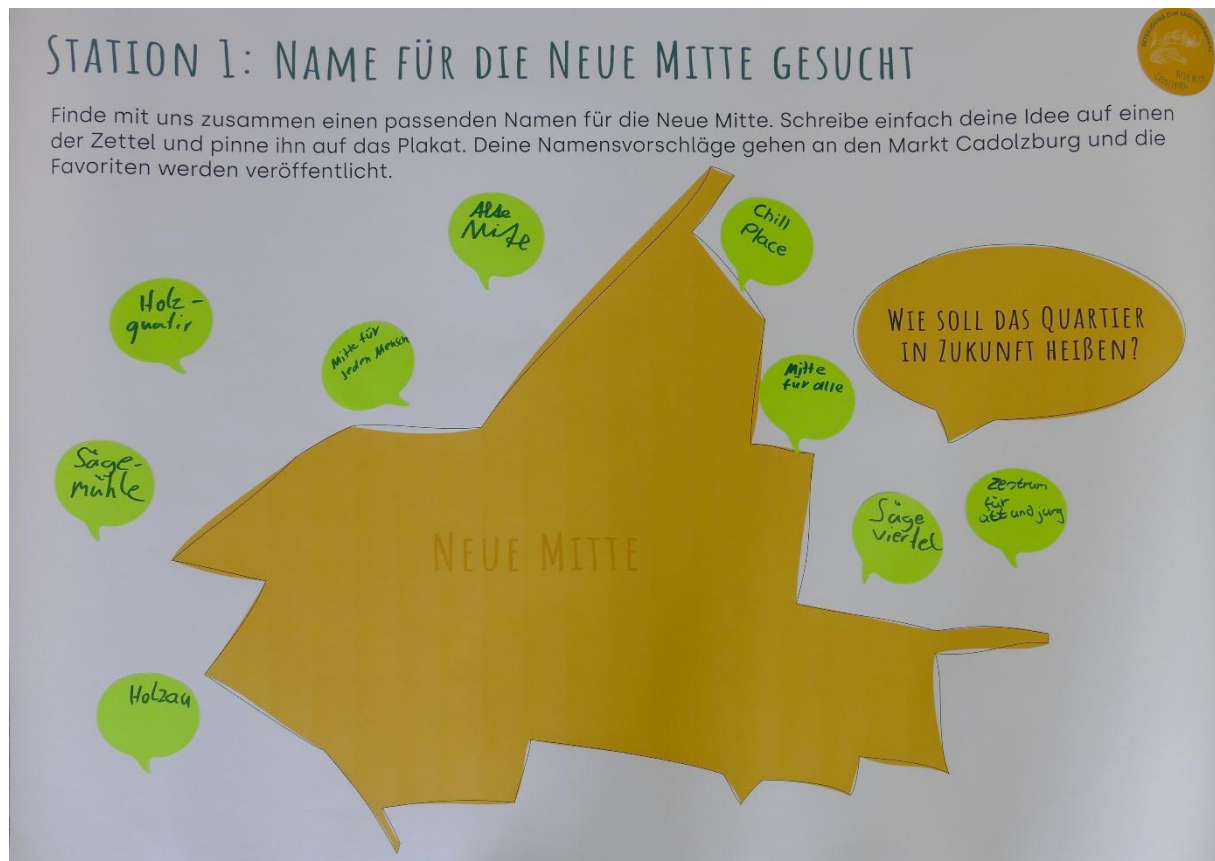 STATION 1: NAME FÜR DIE NEUE MITTE GESUCHT
Finde mit uns zusammen einen passenden Namen für die Neue Mitte. Schreibe einfach deine Idee auf einen
der Zettel und pinne ihn auf das Plakat. Deine Namensvorschläge gehen an den Markt Cadolzburg und die
Favoriten werden veröffentlicht.
Alte
Mitte
Chill
Place
Holz-
quatir
Mitte für
jeden Mensch
WIE SOLL DAS QUARTIER
IN ZUKUNFT HEIßEN?
Mitte
für alle
Säge-
mühle
Zentrum
für
alt und jung
Säge
viertel
NEUE MITTE
Holzau
NEUE MITTE
CADOLZBURG